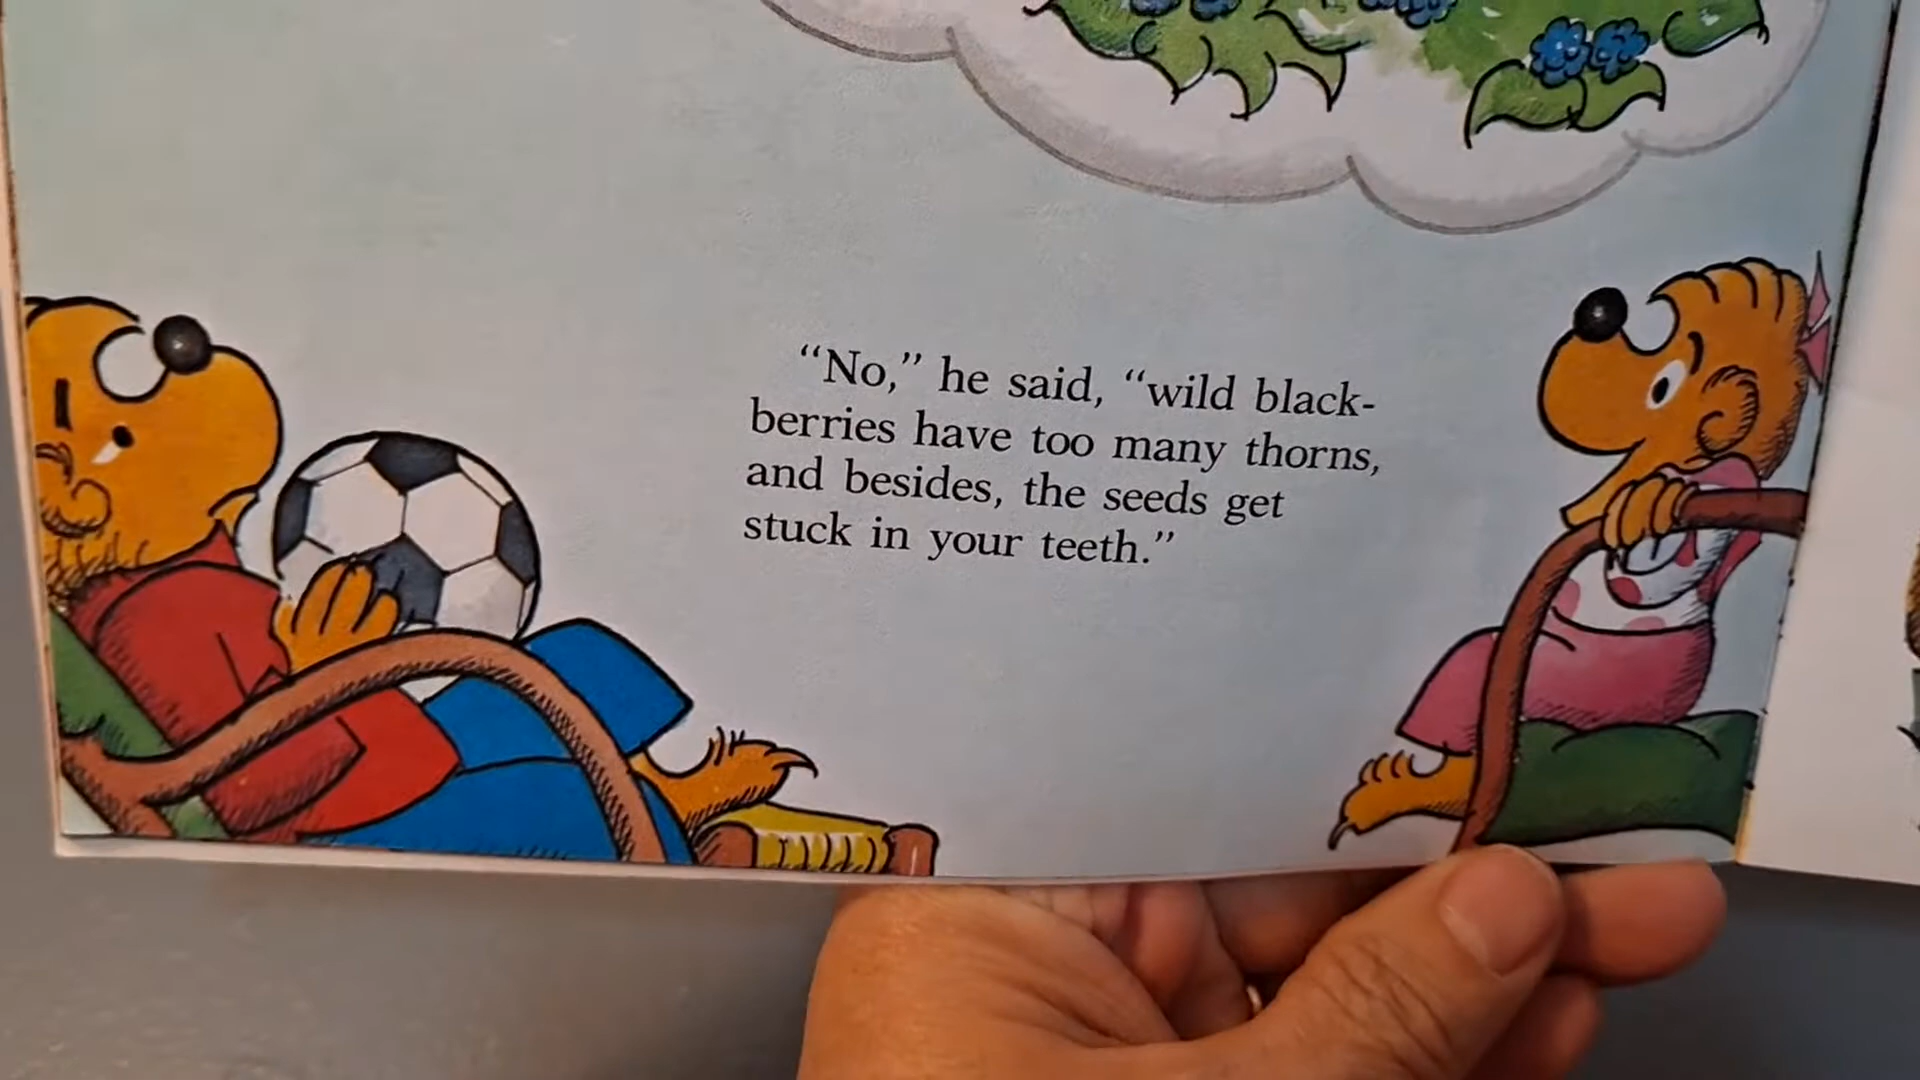 “No,” he said, “wild black-
berries have too many thorns,
and besides, the seeds get
stuck in your teeth.”